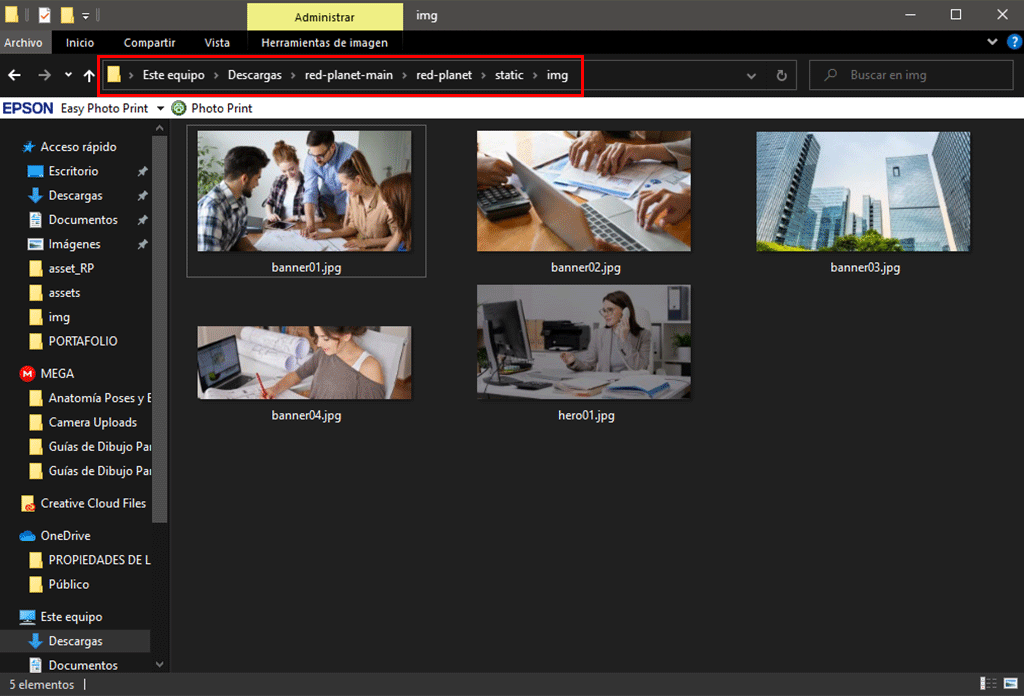 Administrar img
Archivo Inicio Compartir Vista Herramientas de imagen ?
› Este equipo › Descargas › red-planet-main › red-planet › static › img Buscar en img
EPSON Easy Photo Print Photo Print
Acceso rápido
Escritorio
Descargas
Documentos
Imágenes
asset_RP
assets
img
PORTAFOLIO
M MEGA
Anatomía Poses y E
Camera Uploads
Guías de Dibujo Par
Guías de Dibujo Par
Creative Cloud Files
OneDrive
PROPIEDADES DE L
Público
Este equipo
Descargas
Documentos
banner01.jpg banner02.jpg banner03.jpg
banner04.jpg hero01.jpg
5 elementos